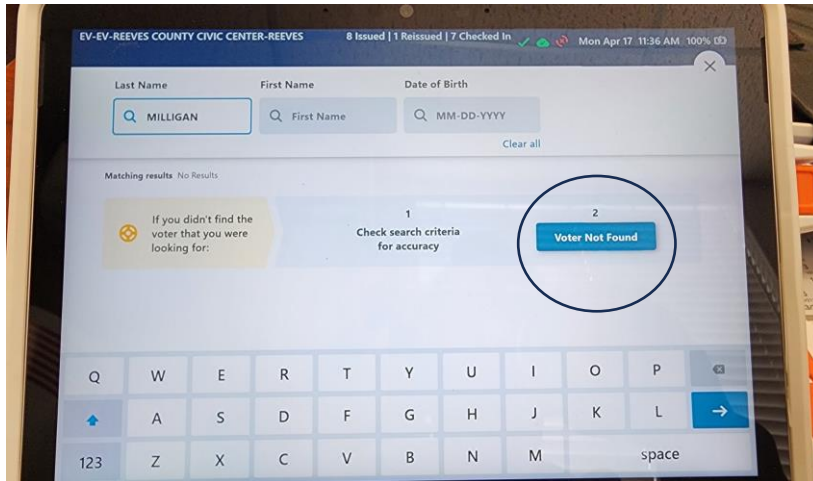 EV-EV-REEVES COUNTY CIVIC CENTER-REEVES 8 Issued | 1 Reissued | 7 Checked In Mon Apr 17 11:36 AM 100%
Last Name First Name Date of Birth
MILLIGAN First Name MM-DD-YYYY
Clear all
Matching results No Results
If you didn't find the
voter that you were
looking for:
1
Check search criteria
for accuracy
2
Voter Not Found
Q W E R T Y U I O P
A S D F G H J K L
123 Z X C V B N M space